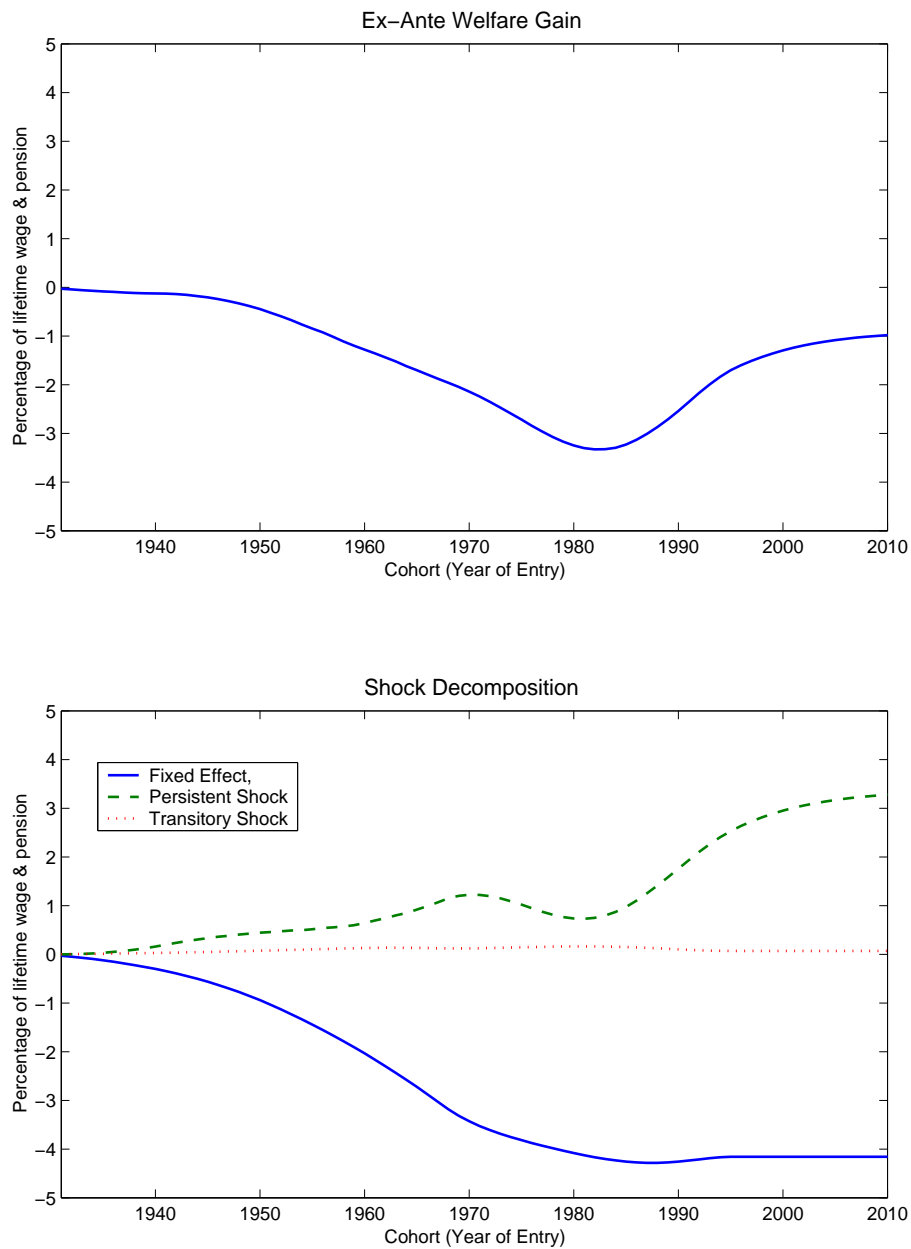 Ex−Ante Welfare Gain
5
4
3
2
1
0
−1
−2
−3
−4
−5
Percentage of lifetime wage & pension
1940 1950 1960 1970 1980 1990 2000 2010
Cohort (Year of Entry)
Shock Decomposition
5
4
3
2
1
0
−1
−2
−3
−4
−5
Percentage of lifetime wage & pension
Fixed Effect,
Persistent Shock
Transitory Shock
1940 1950 1960 1970 1980 1990 2000 2010
Cohort (Year of Entry)